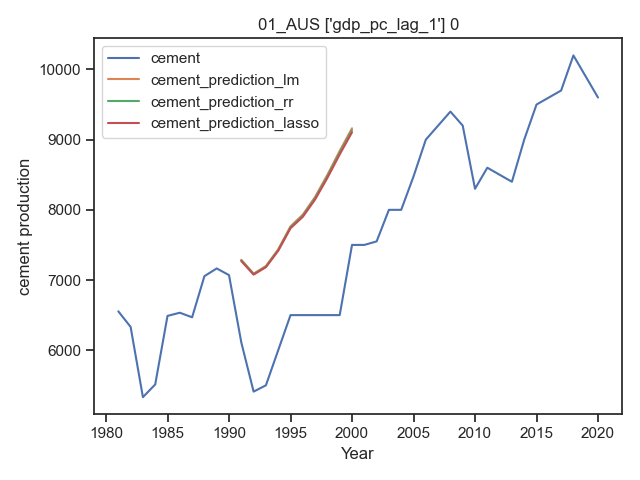 01_AUS ['gdp_pc_lag_1'] 0
cement
cement_prediction_lm
cement_prediction_rr
cement_prediction_lasso
cement production
10000
9000
8000
7000
6000
1980 1985 1990 1995 2000 2005 2010 2015 2020
Year